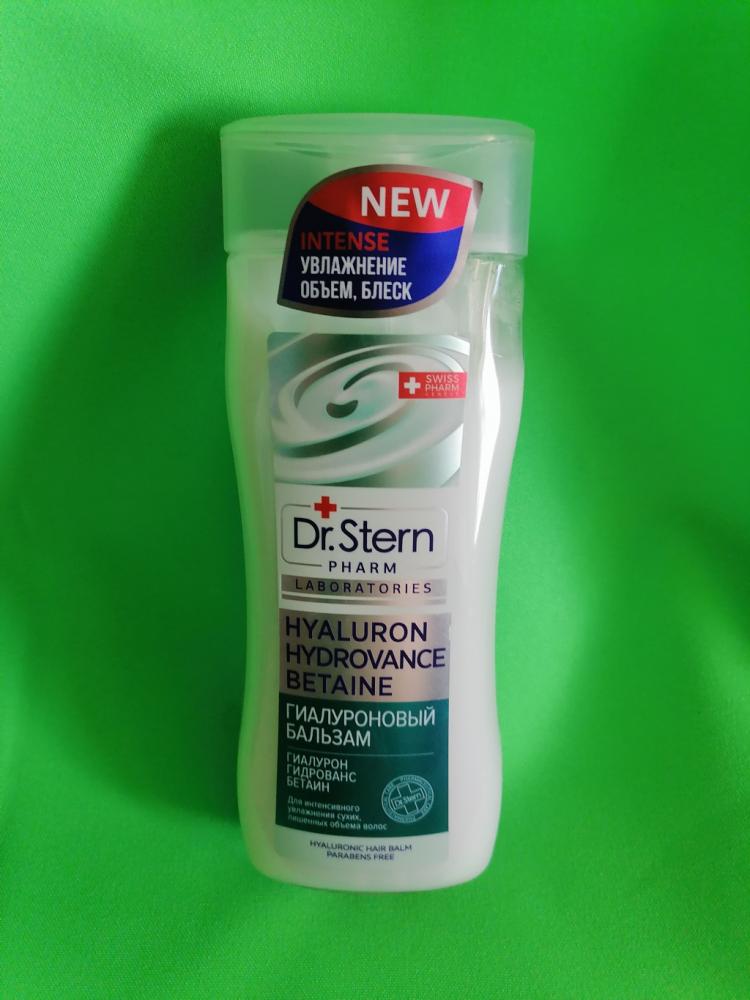 NEW
INTENSE
УВЛАЖНЕНИЕ
ОБЪЕМ, БЛЕСК
SWISS
PHARM
Dr.Stern
PHARM
LABORATORIES
HYALURON
HYDROVANCE
BETAINE
ГИАЛУРОНОВЫЙ
БАЛЬЗАМ
ГИАЛУРОН
ГИДРОВАНС
БЕТАИН
Для интенсивного
увлажнения сухих,
лишенных объема волос
Dr.Stern
HYALURONIC HAIR BALM
PARABENS FREE